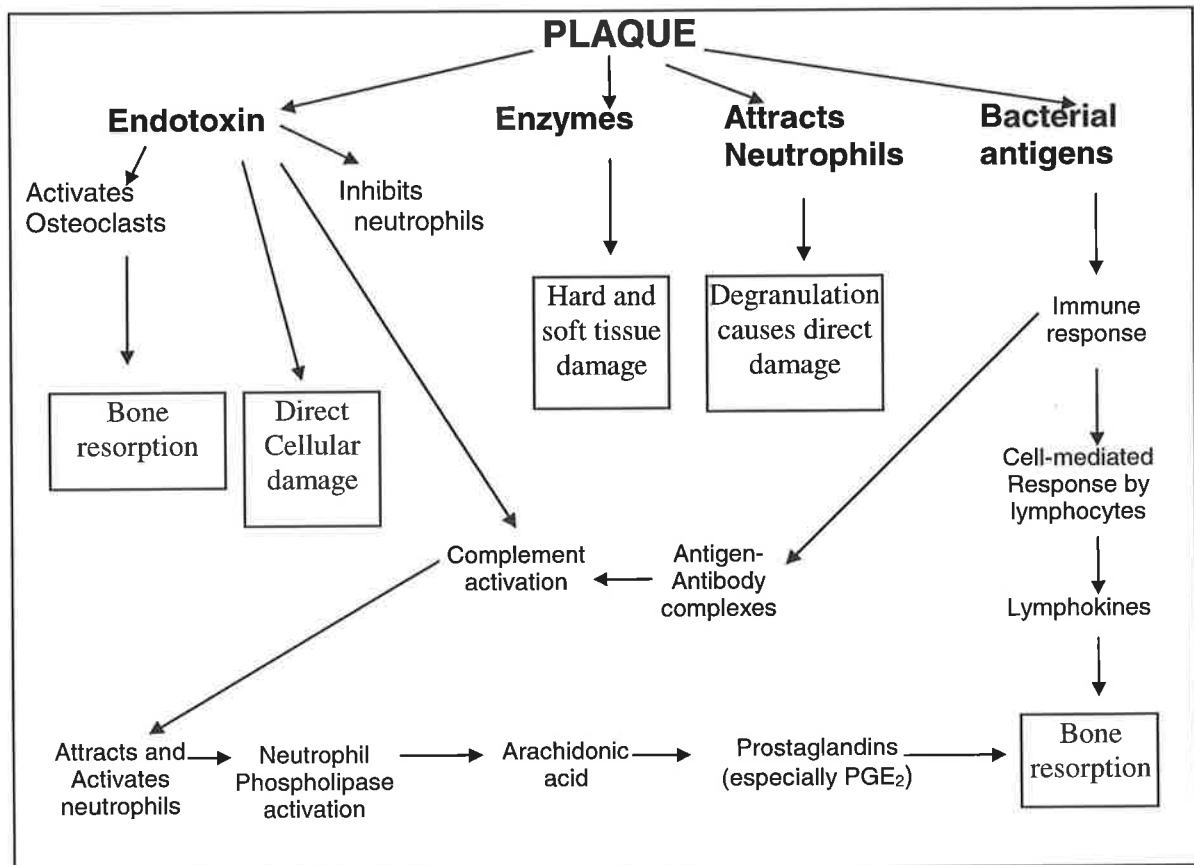 PLAQUE
Endotoxin
Enzymes
Attracts
Neutrophils
Bacterial
antigens
Activates
Osteoclasts
Inhibits
neutrophils
Hard and
soft tissue
damage
Degranulation
causes direct
damage
Immune
response
Bone
resorption
Direct
Cellular
damage
Cell-mediated
Response by
lymphocytes
Complement
activation
Antigen-
Antibody
complexes
Lymphokines
Attracts and
Activates
neutrophils
Neutrophil
Phospholipase
activation
Arachidonic
acid
Prostaglandins
(especially PGE₂)
Bone
resorption